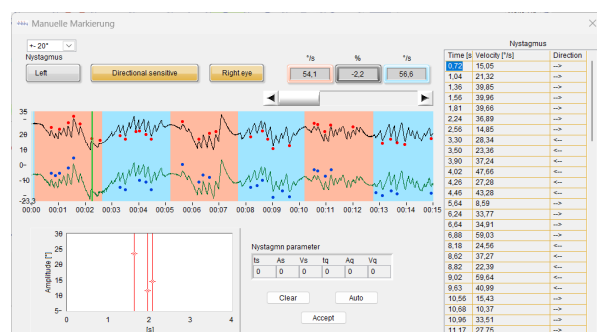 Manuelle Markierung
+- 20°
Nystagmus
Left
Directional sensitive
Right eye
°/s
%
°/s
54,1
-2,2
56,6
35
20
10
0
-10
-23,3
00:00 00:01 00:02 00:03 00:04 00:05 00:06 00:07 00:08 00:09 00:10 00:11 00:12 00:13 00:14 00:15
Amplitude [°]
30
25
20
15
10
5
0 1 2 3 4
[s]
Nystagmn parameter
ts As Vs tq Aq Vq
0 0 0 0 0 0
Clear
Auto
Accept
Nystagmus
Time [s Velocity [°/s] Direction
0,72 15,05 -->
1,04 21,32 -->
1,36 39,85 -->
1,56 39,96 -->
1,81 39,66 -->
2,24 36,89 -->
2,56 14,85 -->
3,30 28,34 <--
3,50 23,36 <--
3,90 37,24 <--
4,02 47,66 <--
4,26 27,28 <--
4,46 43,28 <--
5,64 8,59 -->
6,24 33,77 -->
6,64 34,91 -->
6,88 59,03 -->
8,18 24,56 <--
8,62 37,27 <--
8,82 22,39 <--
9,02 59,64 <--
9,63 40,99 <--
10,56 15,43 -->
10,68 10,37 -->
10,96 33,51 -->
11,17 27,75 -->